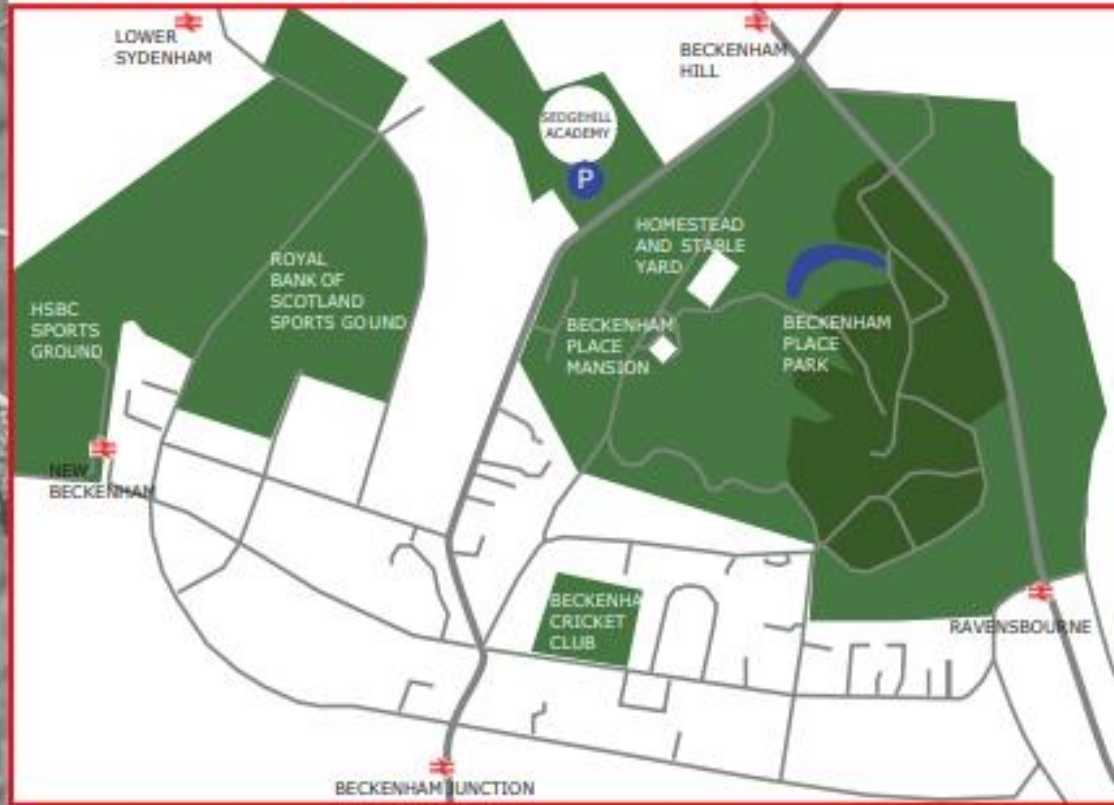 LOWER
SYDENHAM
BECKENHAM
HILL
SEDGEHILL
ACADEMY
P
HOMESTEAD
AND STABLE
YARD
ROYAL
BANK OF
SCOTLAND
SPORTS GOUND
HSBC
SPORTS
GROUND
BECKENHAM
PLACE
MANSION
BECKENHAM
PLACE
PARK
NEW
BECKENHAM
BECKENHA
CRICKET
CLUB
RAVENSBOURNE
BECKENHAM JUNCTION